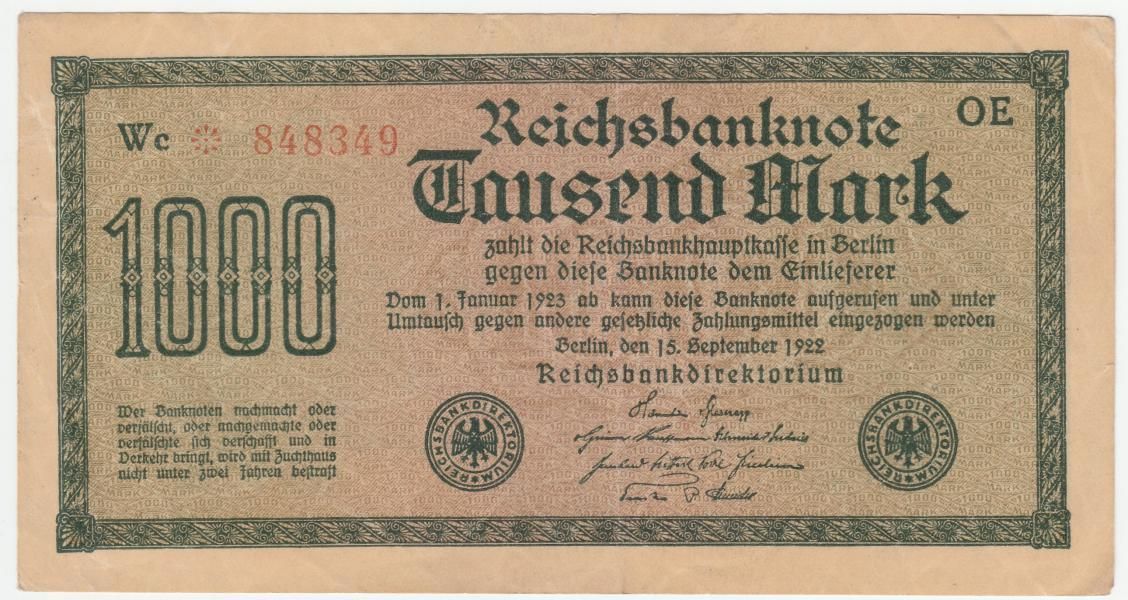 Wc * 848349
OE
Reichsbanknote
Tausend Mark
1000
zahlt die Reichsbankhauptkasse in Berlin
gegen diese Banknote dem Einlieferer
Vom 1. Januar 1923 ab kann diese Banknote aufgerufen und unter
Umtausch gegen andere gesetzliche Zahlungsmittel eingezogen werden
Berlin, den 15. September 1922
Reichsbankdirektorium
Wer Banknoten nachmacht oder
verfälscht, oder nachgemachte oder
verfälschte sich verschafft und in
Verkehr bringt, wird mit Zuchthaus
nicht unter zwei Jahren bestraft
REICHSBANKDIREKTORIUM
REICHSBANKDIREKTORIUM